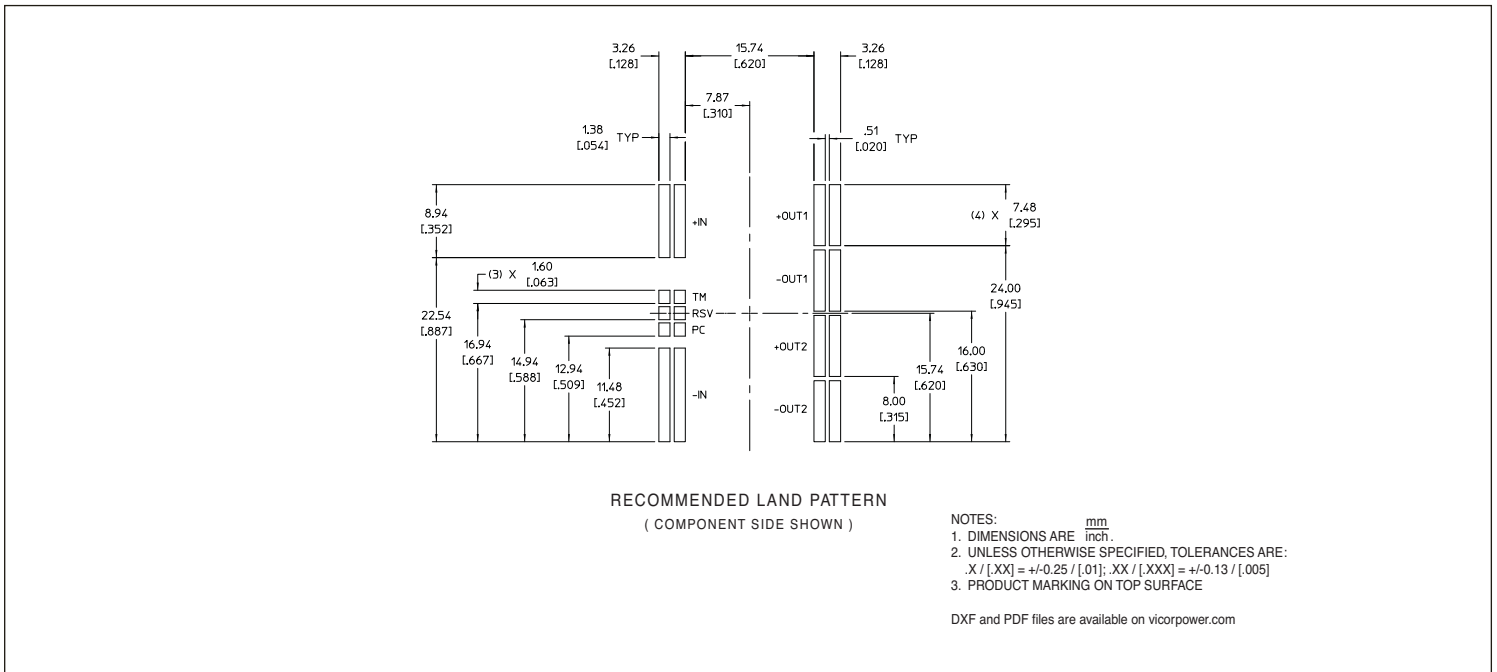 3.26
[.128]
15.74
[.620]
3.26
[.128]
7.87
[.310]
1.38
[.054] TYP
.51
[.020] TYP
8.94
[.352]
+IN
+OUT1
(4) X 7.48
[.295]
(3) X 1.60
[.063]
-OUT1
TM
RSV
PC
22.54
[.887]
16.94
[.667]
14.94
[.588]
12.94
[.509]
11.48
[.452]
-IN
+OUT2
-OUT2
24.00
[.945]
16.00
[.630]
15.74
[.620]
8.00
[.315]
RECOMMENDED LAND PATTERN
( COMPONENT SIDE SHOWN )
NOTES:
1. DIMENSIONS ARE mm
inch.
2. UNLESS OTHERWISE SPECIFIED, TOLERANCES ARE:
.X / [.XX] = +/-0.25 / [.01]; .XX / [.XXX] = +/-0.13 / [.005]
3. PRODUCT MARKING ON TOP SURFACE
DXF and PDF files are available on vicorpower.com